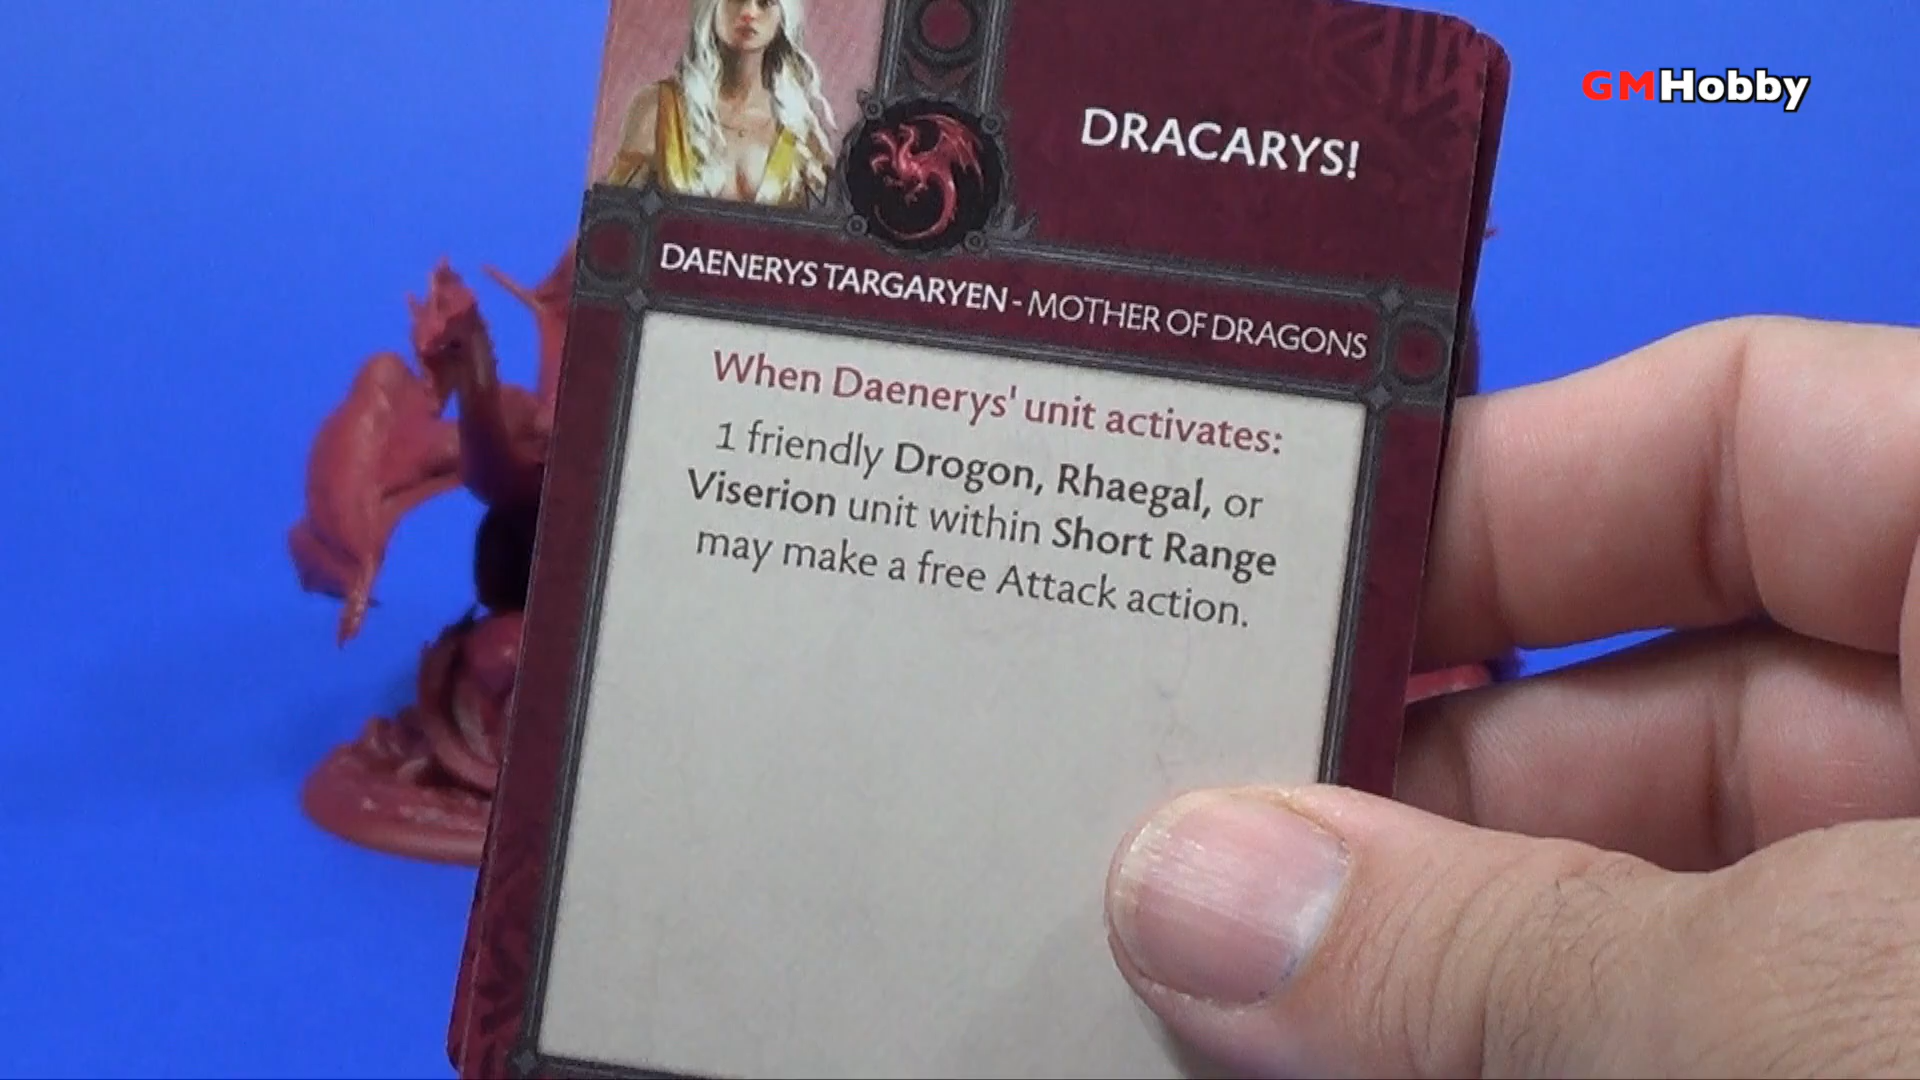 GMHobby
DRACARYS!
DAENERYS TARGARYEN - MOTHER OF DRAGONS
When Daenerys' unit activates:
1 friendly Drogon, Rhaegal, or
Viserion unit within Short Range
may make a free Attack action.